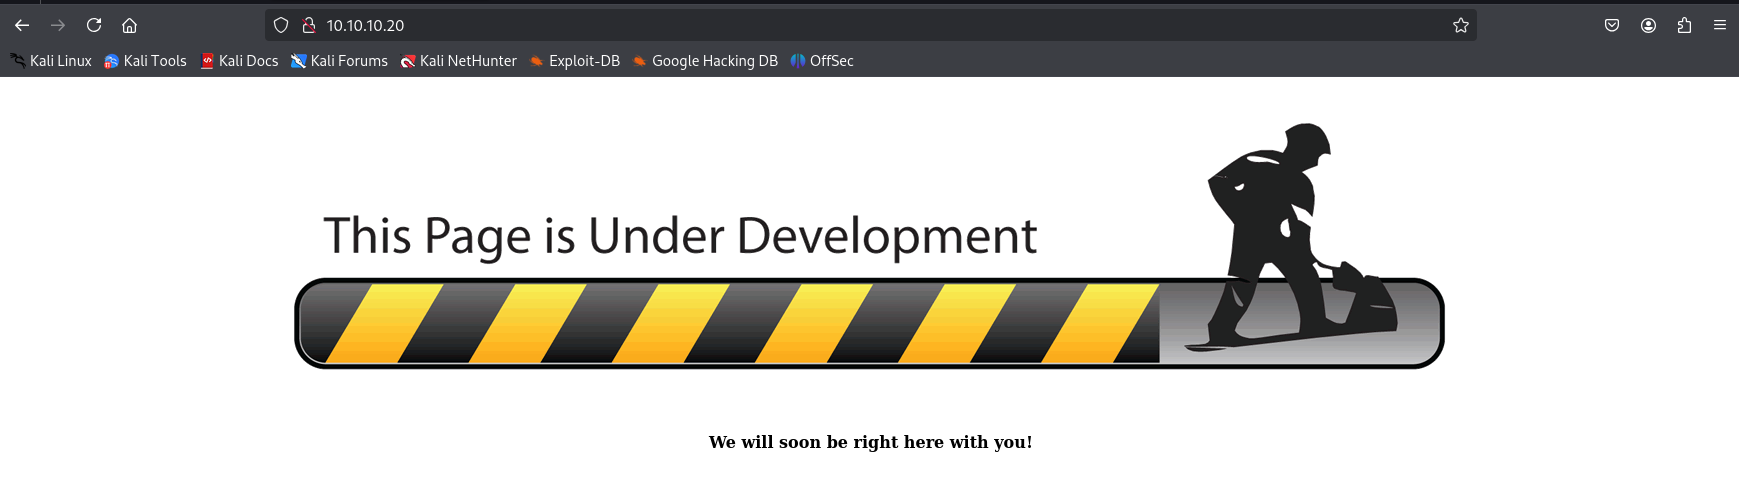 10.10.10.20
Kali Linux Kali Tools Kali Docs Kali Forums Kali NetHunter Exploit-DB Google Hacking DB OffSec
This Page is Under Development
We will soon be right here with you!